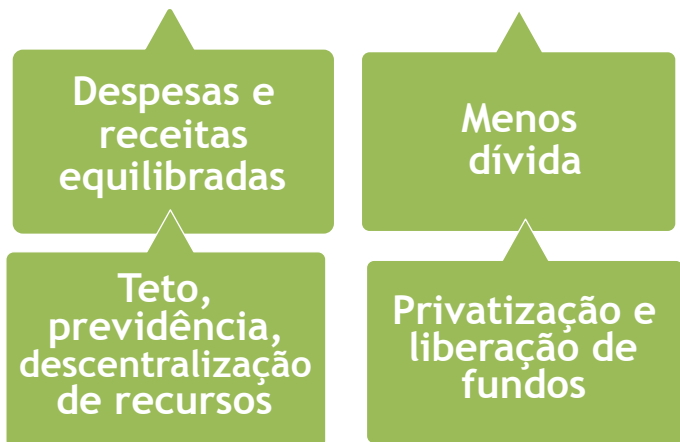 Despesas e
receitas
equilibradas
Menos
dívida
Teto,
previdência,
descentralização
de recursos
Privatização e
liberação de
fundos